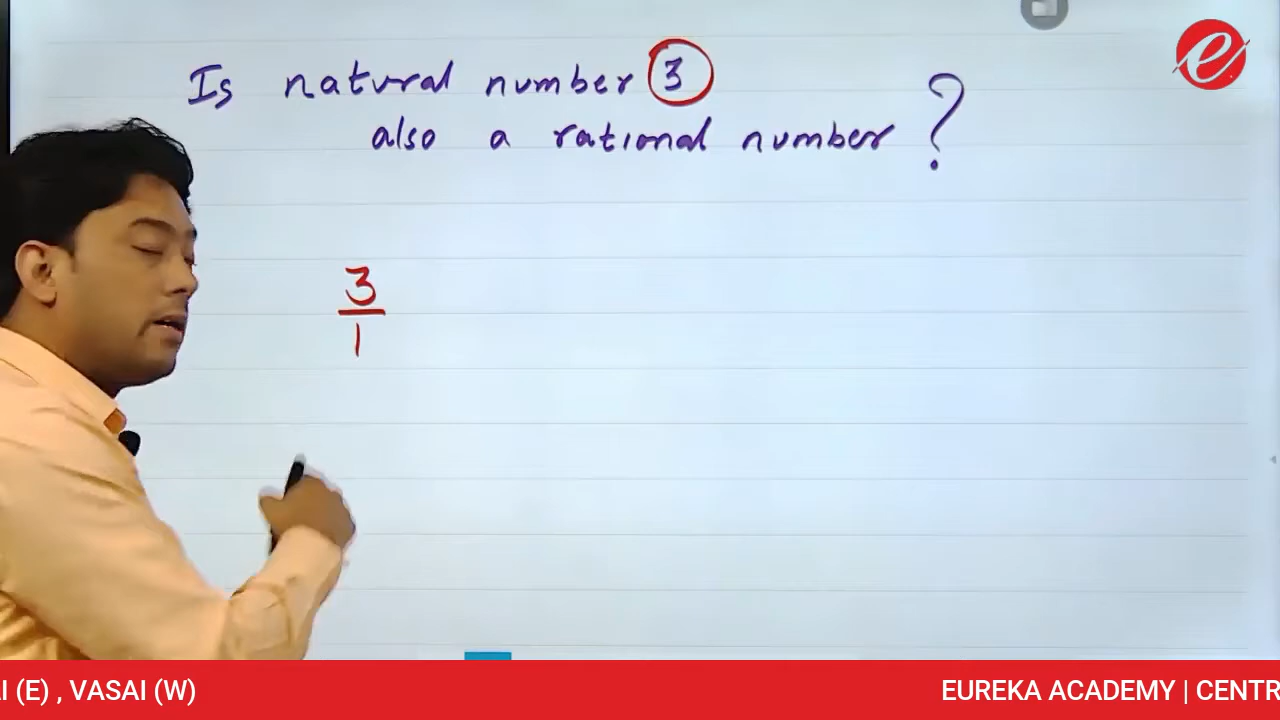 Is natural number 3
also a rational number ?
3
1
e
I (E) , VASAI (W)
EUREKA ACADEMY | CENTR